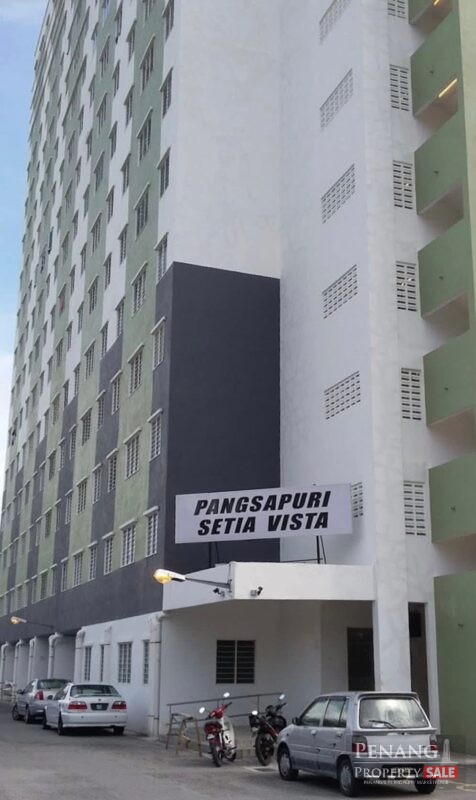 PANGSAPURI
SETIA VISTA
PENANG
PROPERTY SALE